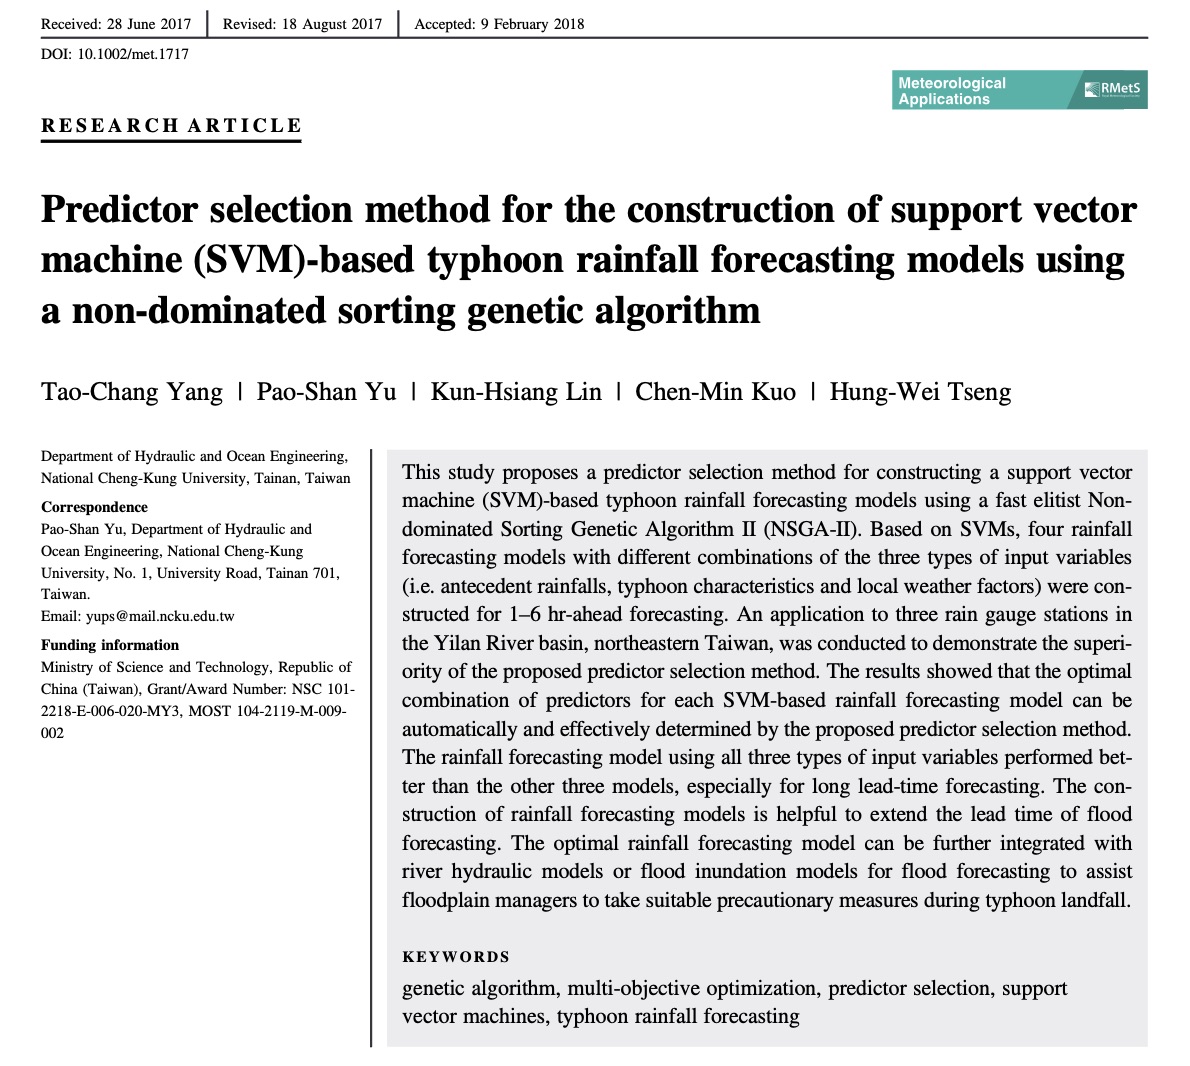 Received: 28 June 2017 | Revised: 18 August 2017 | Accepted: 9 February 2018
DOI: 10.1002/met.1717
Meteorological
Applications
RMetS
RESEARCH ARTICLE
Predictor selection method for the construction of support vector
machine (SVM)-based typhoon rainfall forecasting models using
a non-dominated sorting genetic algorithm
Tao-Chang Yang | Pao-Shan Yu | Kun-Hsiang Lin | Chen-Min Kuo | Hung-Wei Tseng
Department of Hydraulic and Ocean Engineering,
National Cheng-Kung University, Tainan, Taiwan
Correspondence
Pao-Shan Yu, Department of Hydraulic and
Ocean Engineering, National Cheng-Kung
University, No. 1, University Road, Tainan 701,
Taiwan.
Email: yups@mail.ncku.edu.tw
Funding information
Ministry of Science and Technology, Republic of
China (Taiwan), Grant/Award Number: NSC 101-
2218-E-006-020-MY3, MOST 104-2119-M-009-
002
This study proposes a predictor selection method for constructing a support vector
machine (SVM)-based typhoon rainfall forecasting models using a fast elitist Non-
dominated Sorting Genetic Algorithm II (NSGA-II). Based on SVMs, four rainfall
forecasting models with different combinations of the three types of input variables
(i.e. antecedent rainfalls, typhoon characteristics and local weather factors) were con-
structed for 1–6 hr-ahead forecasting. An application to three rain gauge stations in
the Yilan River basin, northeastern Taiwan, was conducted to demonstrate the superi-
ority of the proposed predictor selection method. The results showed that the optimal
combination of predictors for each SVM-based rainfall forecasting model can be
automatically and effectively determined by the proposed predictor selection method.
The rainfall forecasting model using all three types of input variables performed bet-
ter than the other three models, especially for long lead-time forecasting. The con-
struction of rainfall forecasting models is helpful to extend the lead time of flood
forecasting. The optimal rainfall forecasting model can be further integrated with
river hydraulic models or flood inundation models for flood forecasting to assist
floodplain managers to take suitable precautionary measures during typhoon landfall.
KEYWORDS
genetic algorithm, multi-objective optimization, predictor selection, support
vector machines, typhoon rainfall forecasting